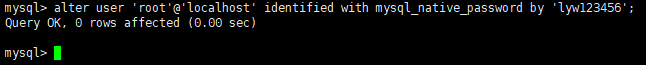 mysql> alter user 'root'@'localhost' identified with mysql_native_password by 'lyw123456';
Query OK, 0 rows affected (0.00 sec)
mysql>